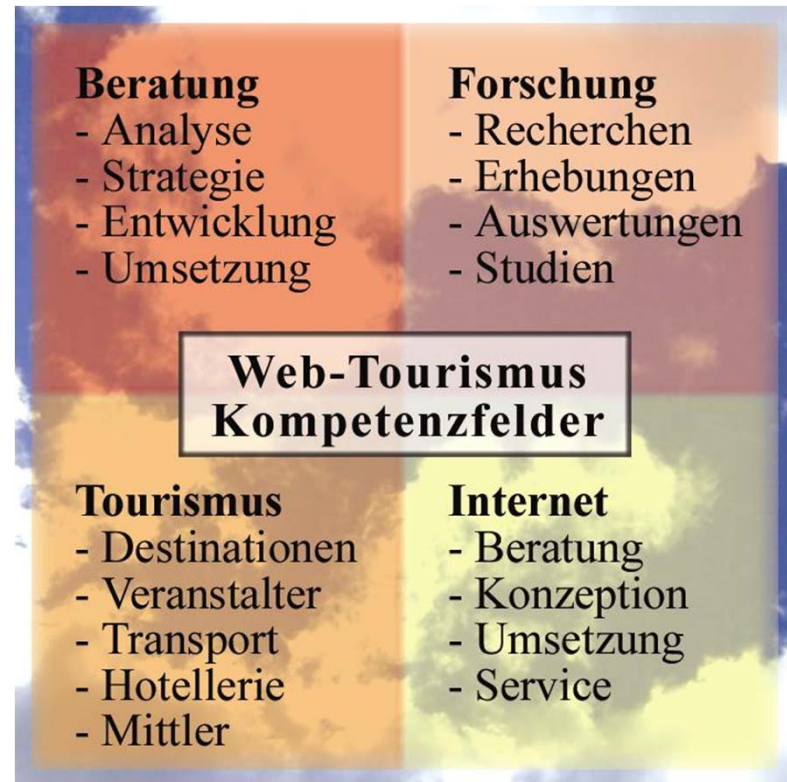 Beratung
- Analyse
- Strategie
- Entwicklung
- Umsetzung
Forschung
- Recherchen
- Erhebungen
- Auswertungen
- Studien
Web-Tourismus
Kompetenzfelder
Tourismus
- Destinationen
- Veranstalter
- Transport
- Hotellerie
- Mittler
Internet
- Beratung
- Konzeption
- Umsetzung
- Service